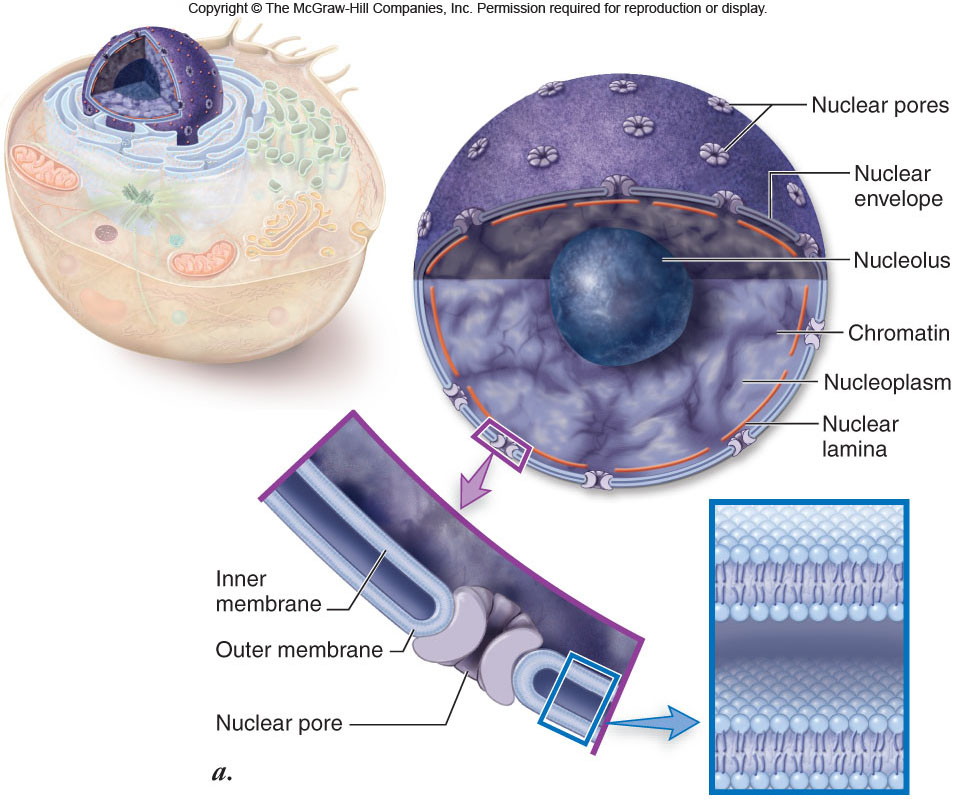 Copyright © The McGraw-Hill Companies, Inc. Permission required for reproduction or display.
Nuclear pores
Nuclear
envelope
Nucleolus
Chromatin
Nucleoplasm
Nuclear
lamina
Inner
membrane
Outer membrane
Nuclear pore
a.